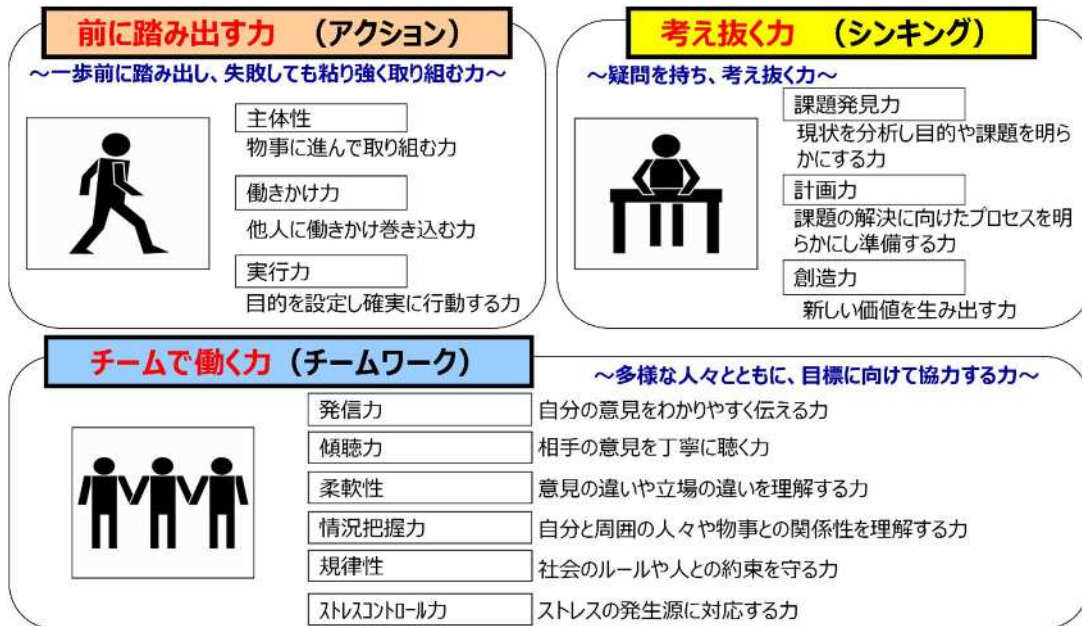 前に踏み出す力 （アクション）
～一歩前に踏み出し、失敗しても粘り強く取り組む力～
主体性
物事に進んで取り組む力
働きかけ力
他人に働きかけ巻き込む力
実行力
目的を設定し確実に行動する力
考え抜く力 （シンキング）
～疑問を持ち、考え抜く力～
課題発見力
現状を分析し目的や課題を明ら
かにする力
計画力
課題の解決に向けたプロセスを明
らかにし準備する力
創造力
新しい価値を生み出す力
チームで働く力 （チームワーク）
～多様な人々とともに、目標に向けて協力する力～
発信力 自分の意見をわかりやすく伝える力
傾聴力 相手の意見を丁寧に聴く力
柔軟性 意見の違いや立場の違いを理解する力
情況把握力 自分と周囲の人々や物事との関係性を理解する力
規律性 社会のルールや人との約束を守る力
ストレスコントロール力 ストレスの発生源に対応する力